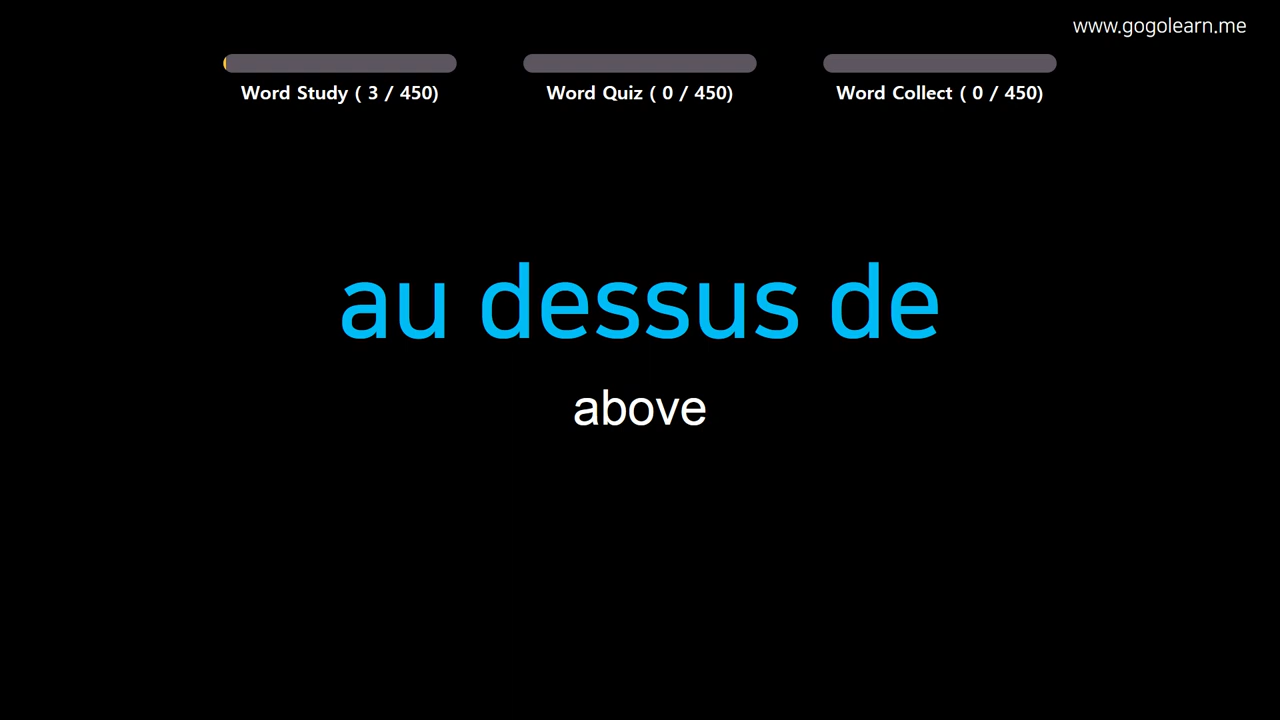 www.gogolearn.me
Word Study ( 3 / 450)
Word Quiz ( 0 / 450)
Word Collect ( 0 / 450)
au dessus de
above